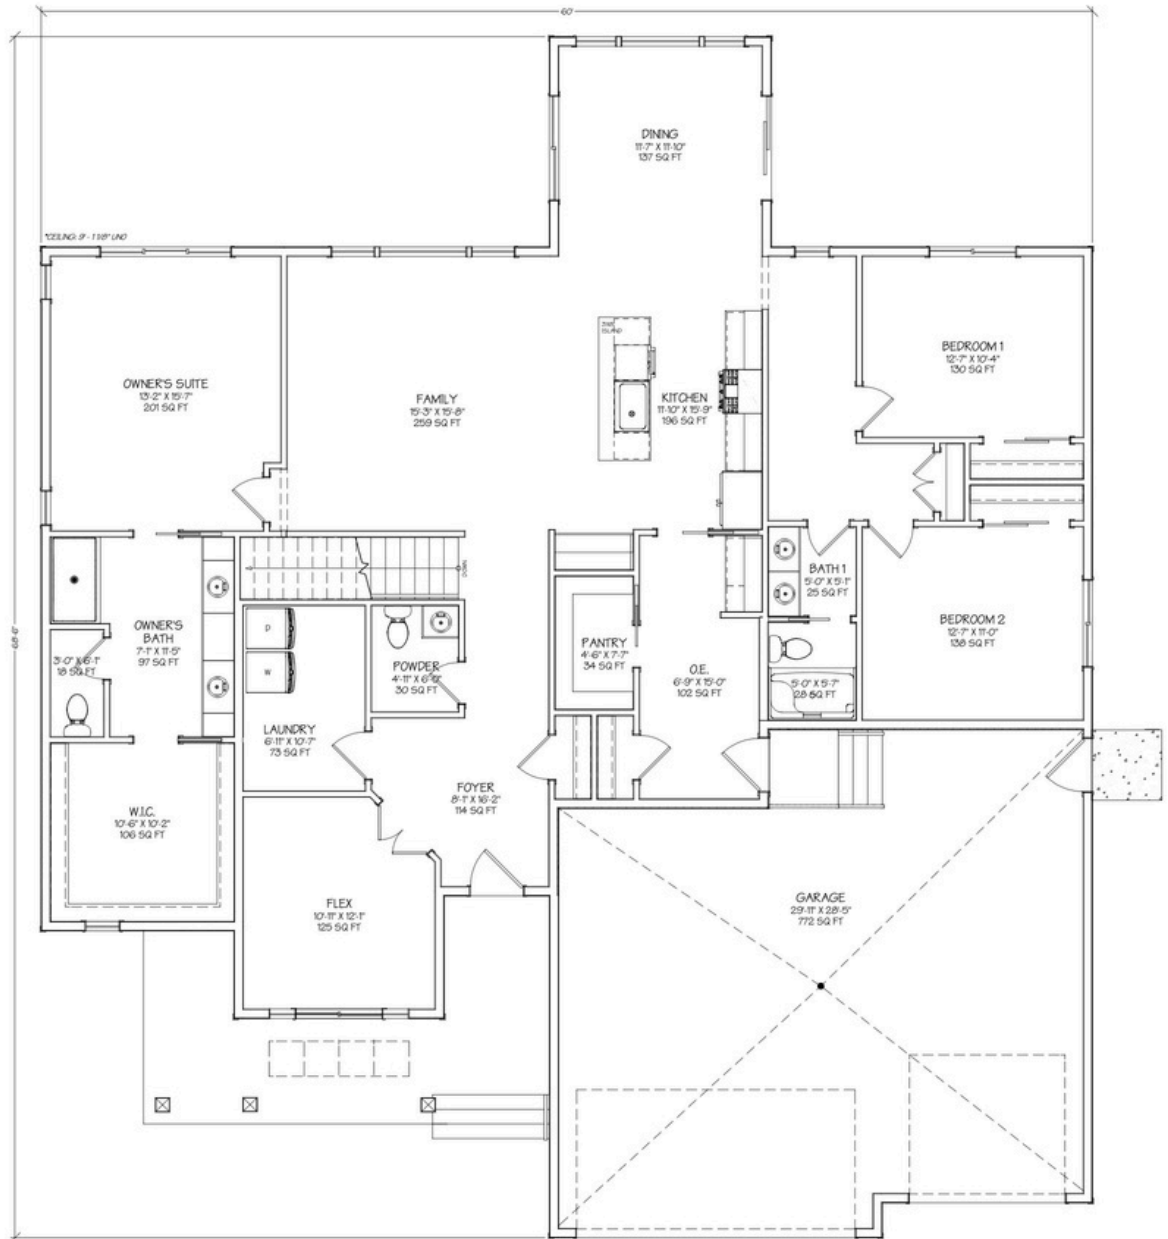 60'
DINING
11'-7" X 11'-10"
137 SQ FT
*CEILING: 9' - 1 1/8" UNO
OWNER'S SUITE
13'-2" X 15'-7"
201 SQ FT
FAMILY
15'-3" X 15'-8"
259 SQ FT
ISLAND
KITCHEN
11'-10" X 15'-9"
196 SQ FT
BEDROOM 1
12'-7" X 10'-4"
130 SQ FT
DOWN
BATH 1
5'-0" X 5'-1"
25 SQ FT
BEDROOM 2
12'-7" X 11'-0"
138 SQ FT
OWNER'S
BATH
7'-1" X 11'-5"
97 SQ FT
3'-0" X 6'-1"
18 SQ FT
D
W
POWDER
4'-11" X 6'-0"
30 SQ FT
PANTRY
4'-6" X 7'-7"
34 SQ FT
O.E.
6'-9" X 15'-0"
102 SQ FT
5'-0" X 5'-7"
28 SQ FT
68'-6"
LAUNDRY
6'-11" X 10'-7"
73 SQ FT
FOYER
8'-1" X 16'-2"
114 SQ FT
W.I.C.
10'-6" X 10'-2"
106 SQ FT
FLEX
10'-11" X 12'-1"
125 SQ FT
GARAGE
29'-11" X 28'-5"
772 SQ FT